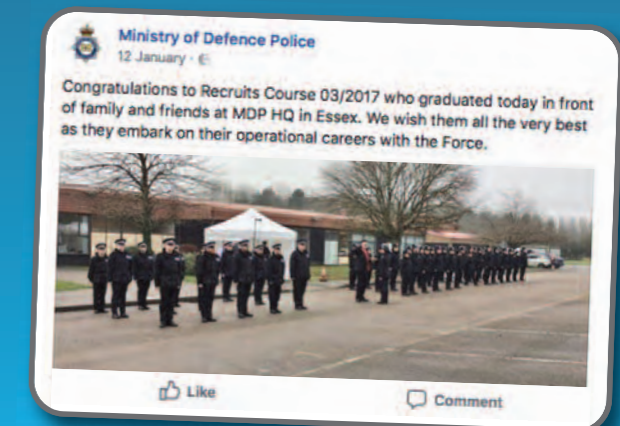 Ministry of Defence Police
12 January ·
Congratulations to Recruits Course 03/2017 who graduated today in front
of family and friends at MDP HQ in Essex. We wish them all the very best
as they embark on their operational careers with the Force.
Like
Comment